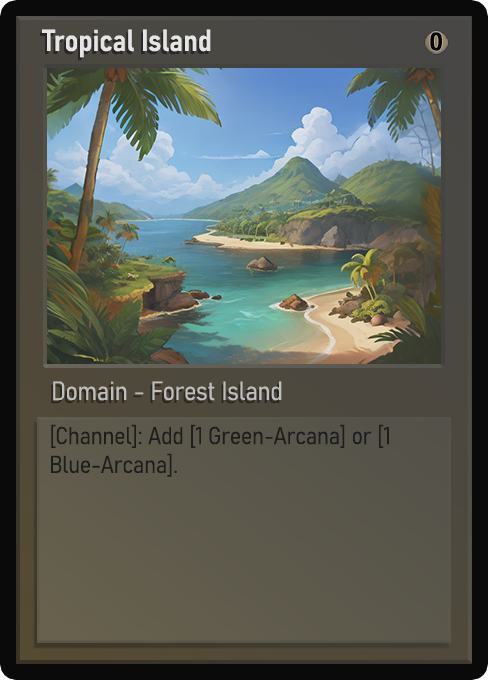 Tropical Island
0
Domain - Forest Island
[Channel]: Add [1 Green-Arcana] or [1
Blue-Arcana].